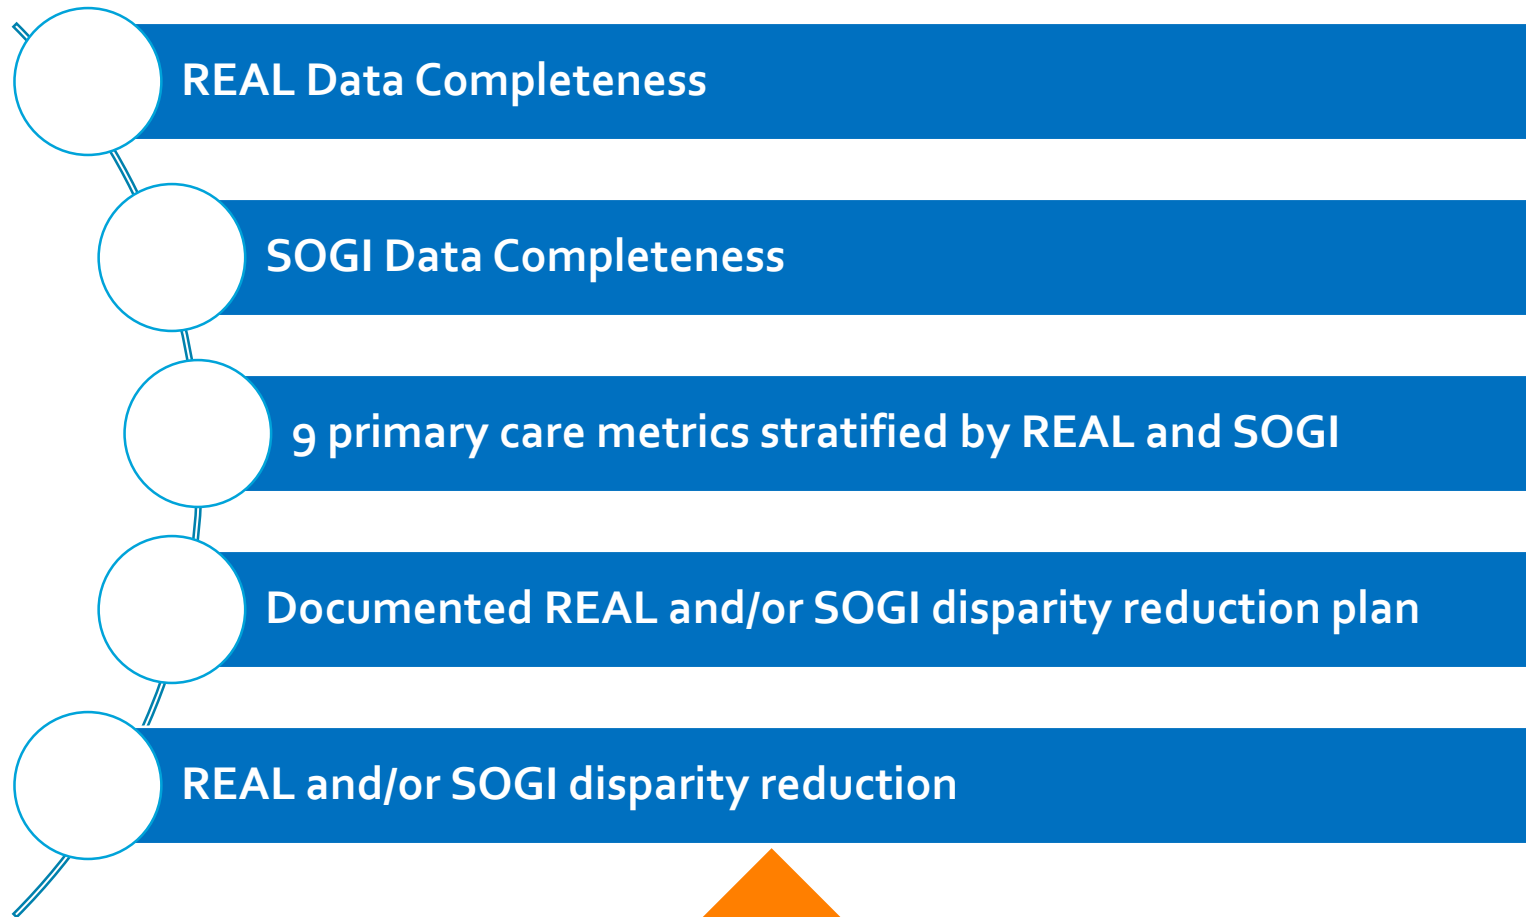 REAL Data Completeness
SOGI Data Completeness
9 primary care metrics stratified by REAL and SOGI
Documented REAL and/or SOGI disparity reduction plan
REAL and/or SOGI disparity reduction